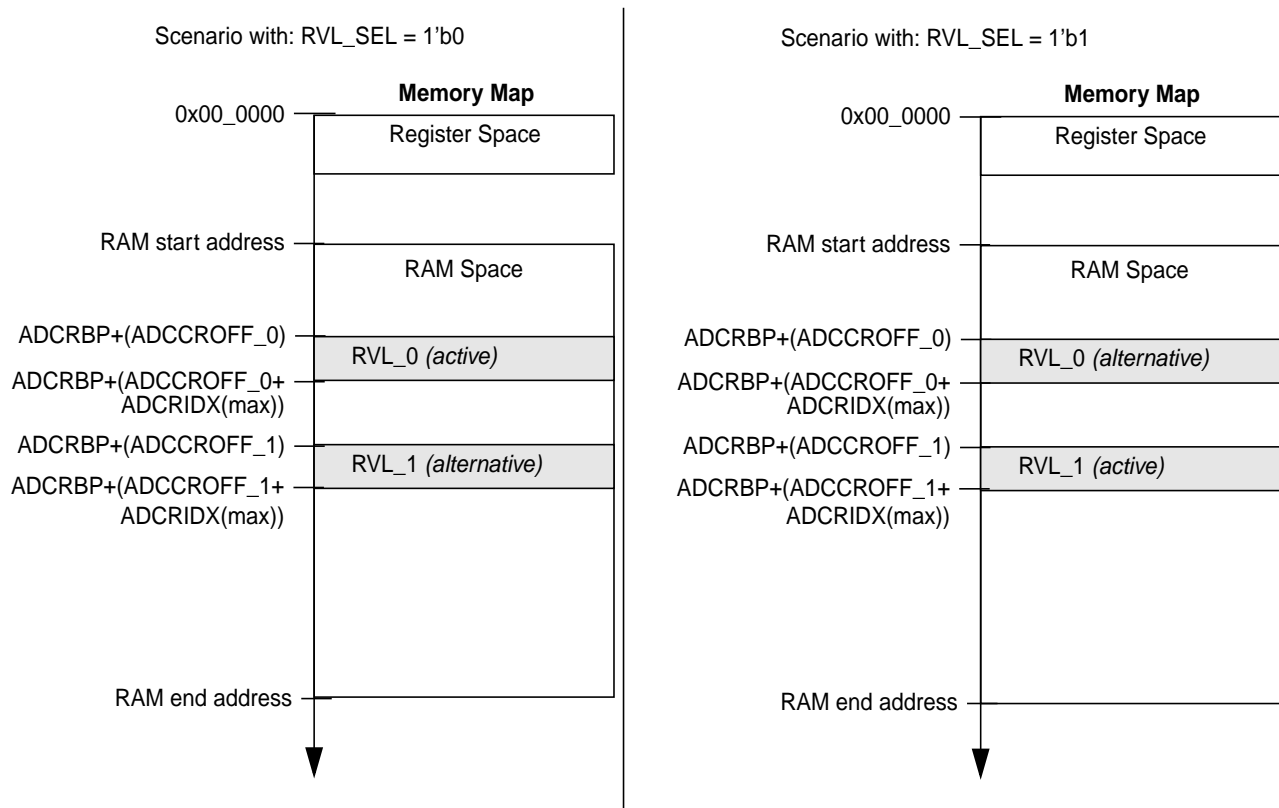 Scenario with: RVL_SEL = 1'b0
Memory Map
0x00_0000
Register Space
RAM start address
RAM Space
ADCRBP+(ADCCROFF_0)
RVL_0 (active)
ADCRBP+(ADCCROFF_0+
ADCRIDX(max))
ADCRBP+(ADCCROFF_1)
RVL_1 (alternative)
ADCRBP+(ADCCROFF_1+
ADCRIDX(max))
RAM end address
Scenario with: RVL_SEL = 1'b1
Memory Map
0x00_0000
Register Space
RAM start address
RAM Space
ADCRBP+(ADCCROFF_0)
RVL_0 (alternative)
ADCRBP+(ADCCROFF_0+
ADCRIDX(max))
ADCRBP+(ADCCROFF_1)
RVL_1 (active)
ADCRBP+(ADCCROFF_1+
ADCRIDX(max))
RAM end address